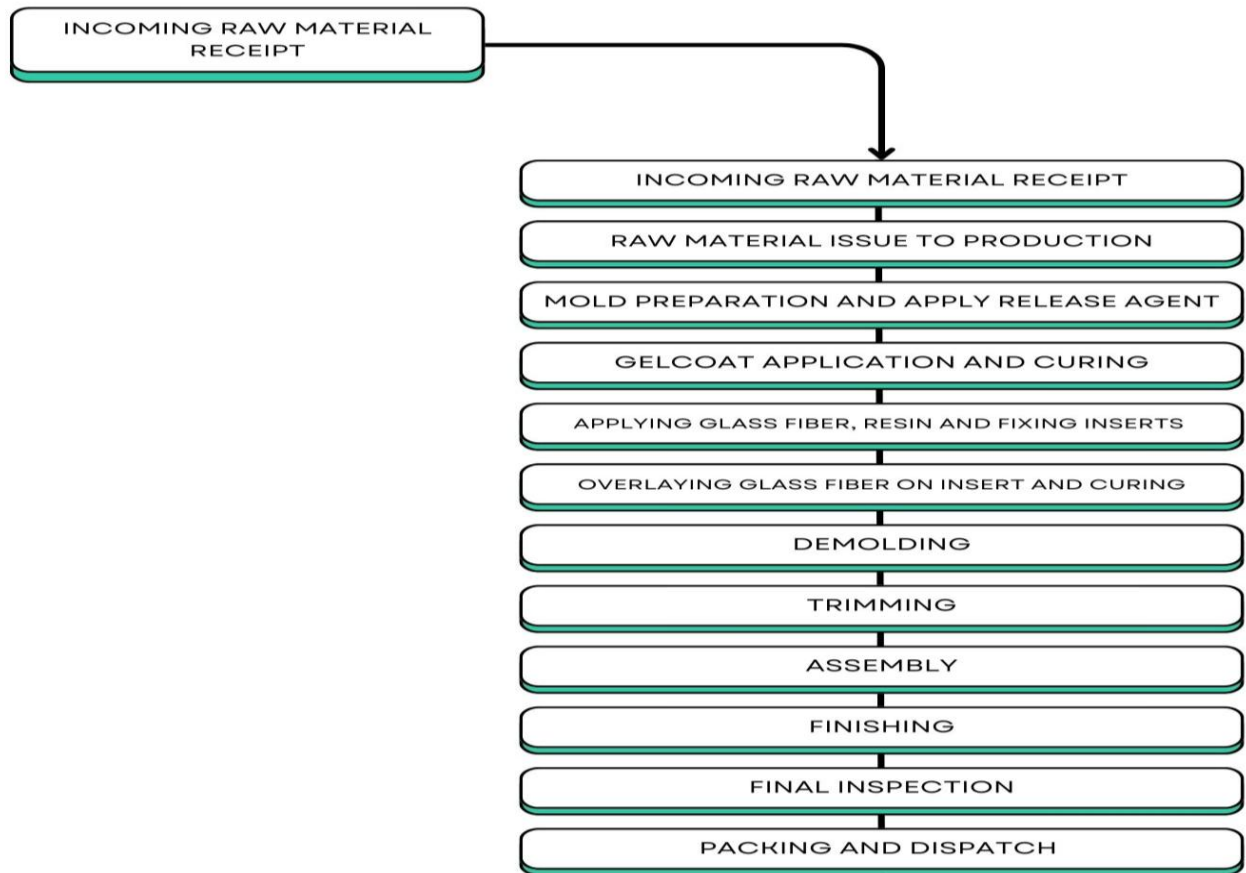 INCOMING RAW MATERIAL
RECEIPT
INCOMING RAW MATERIAL RECEIPT
RAW MATERIAL ISSUE TO PRODUCTION
MOLD PREPARATION AND APPLY RELEASE AGENT
GELCOAT APPLICATION AND CURING
APPLYING GLASS FIBER, RESIN AND FIXING INSERTS
OVERLAYING GLASS FIBER ON INSERT AND CURING
DEMOLDING
TRIMMING
ASSEMBLY
FINISHING
FINAL INSPECTION
PACKING AND DISPATCH